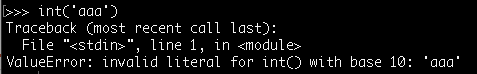 >>> int('aaa')
Traceback (most recent call last):
  File "<stdin>", line 1, in <module>
ValueError: invalid literal for int() with base 10: 'aaa'